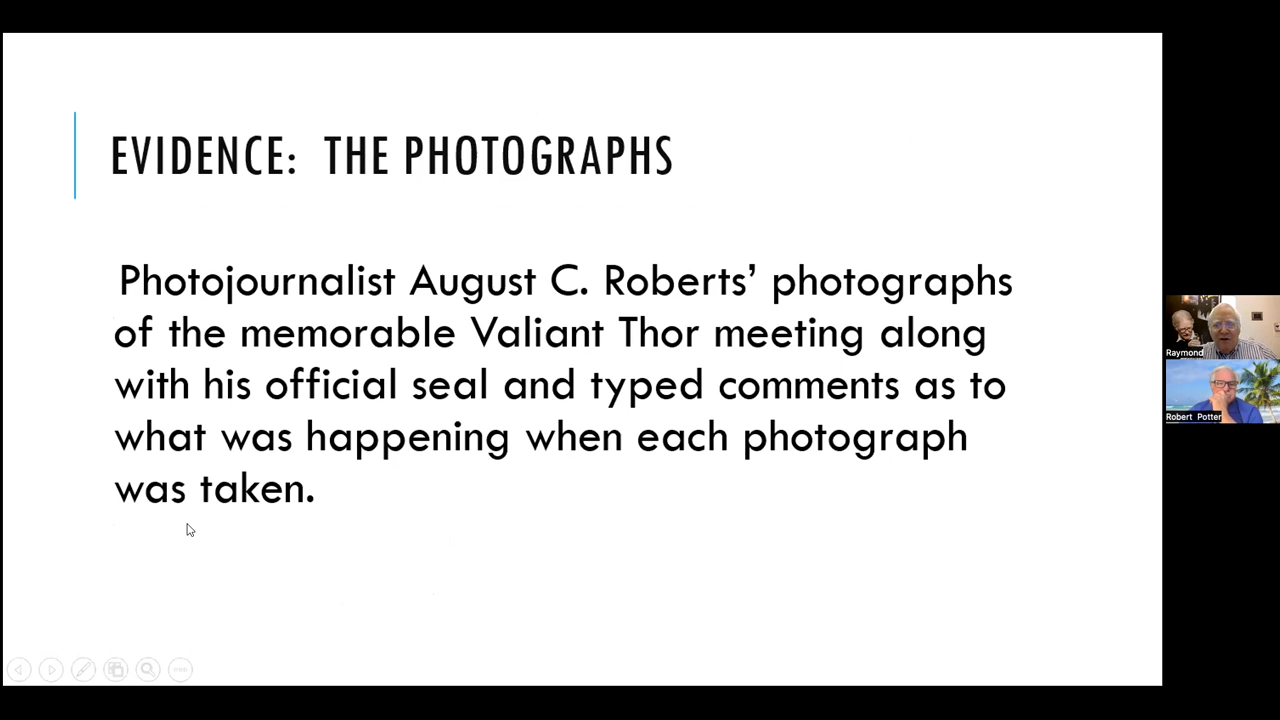 EVIDENCE: THE PHOTOGRAPHS
Photojournalist August C. Roberts’ photographs
of the memorable Valiant Thor meeting along
with his official seal and typed comments as to
what was happening when each photograph
was taken.
Raymond
Robert Potter